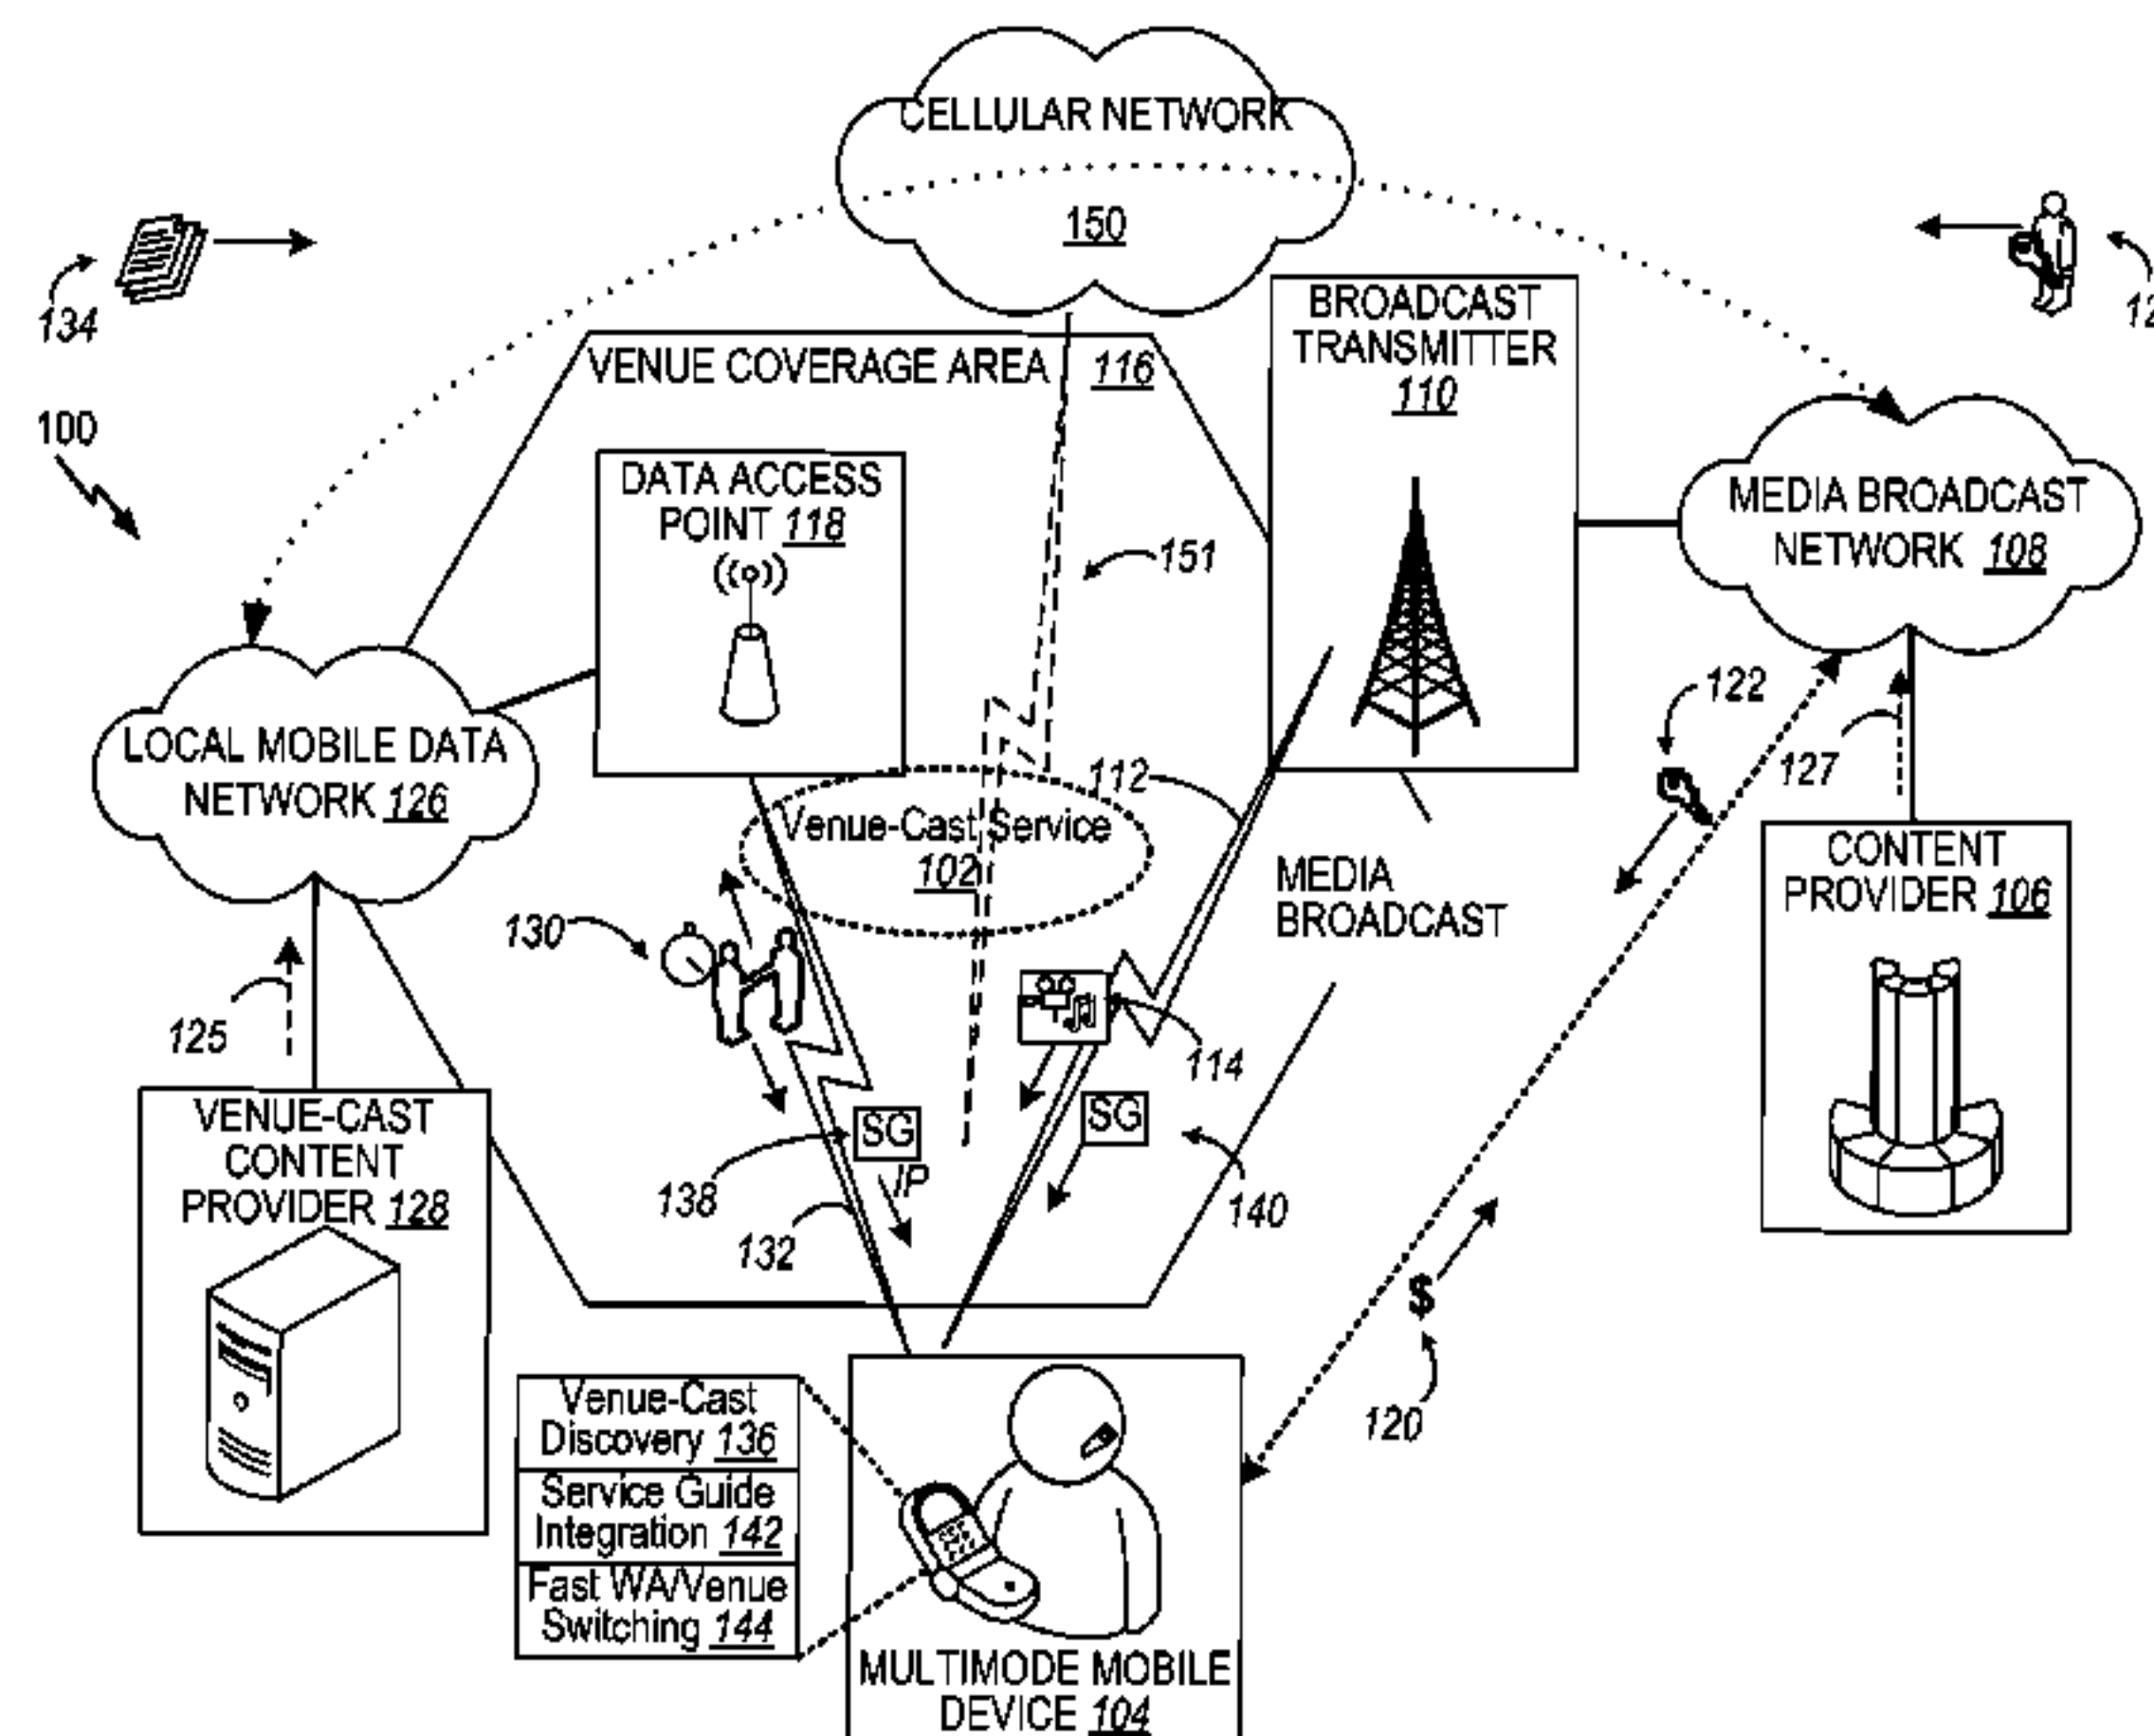 CELLULAR NETWORK
150
134
100
VENUE COVERAGE AREA 116
BROADCAST
TRANSMITTER
110
DATA ACCESS
POINT 118
((o))
151
MEDIA BROADCAST
NETWORK 108
LOCAL MOBILE DATA
NETWORK 126
112
122
127
Venue-Cast Service
102
MEDIA
BROADCAST
CONTENT
PROVIDER 106
130
125
114
VENUE-CAST
CONTENT
PROVIDER 128
SG
IP
SG
138
132
140
$
120
Venue-Cast
Discovery 136
Service Guide
Integration 142
Fast WA/Venue
Switching 144
MULTIMODE MOBILE
DEVICE 104